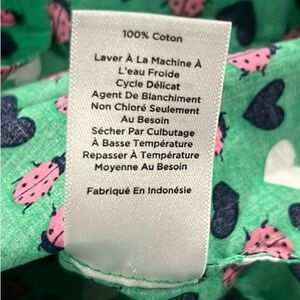 100% Coton
Laver À La Machine À
L'eau Froide
Cycle Délicat
Agent De Blanchiment
Non Chloré Seulement
Au Besoin
Sécher Par Culbutage
À Basse Température
Repasser À Température
Moyenne Au Besoin
Fabriqué En Indonésie